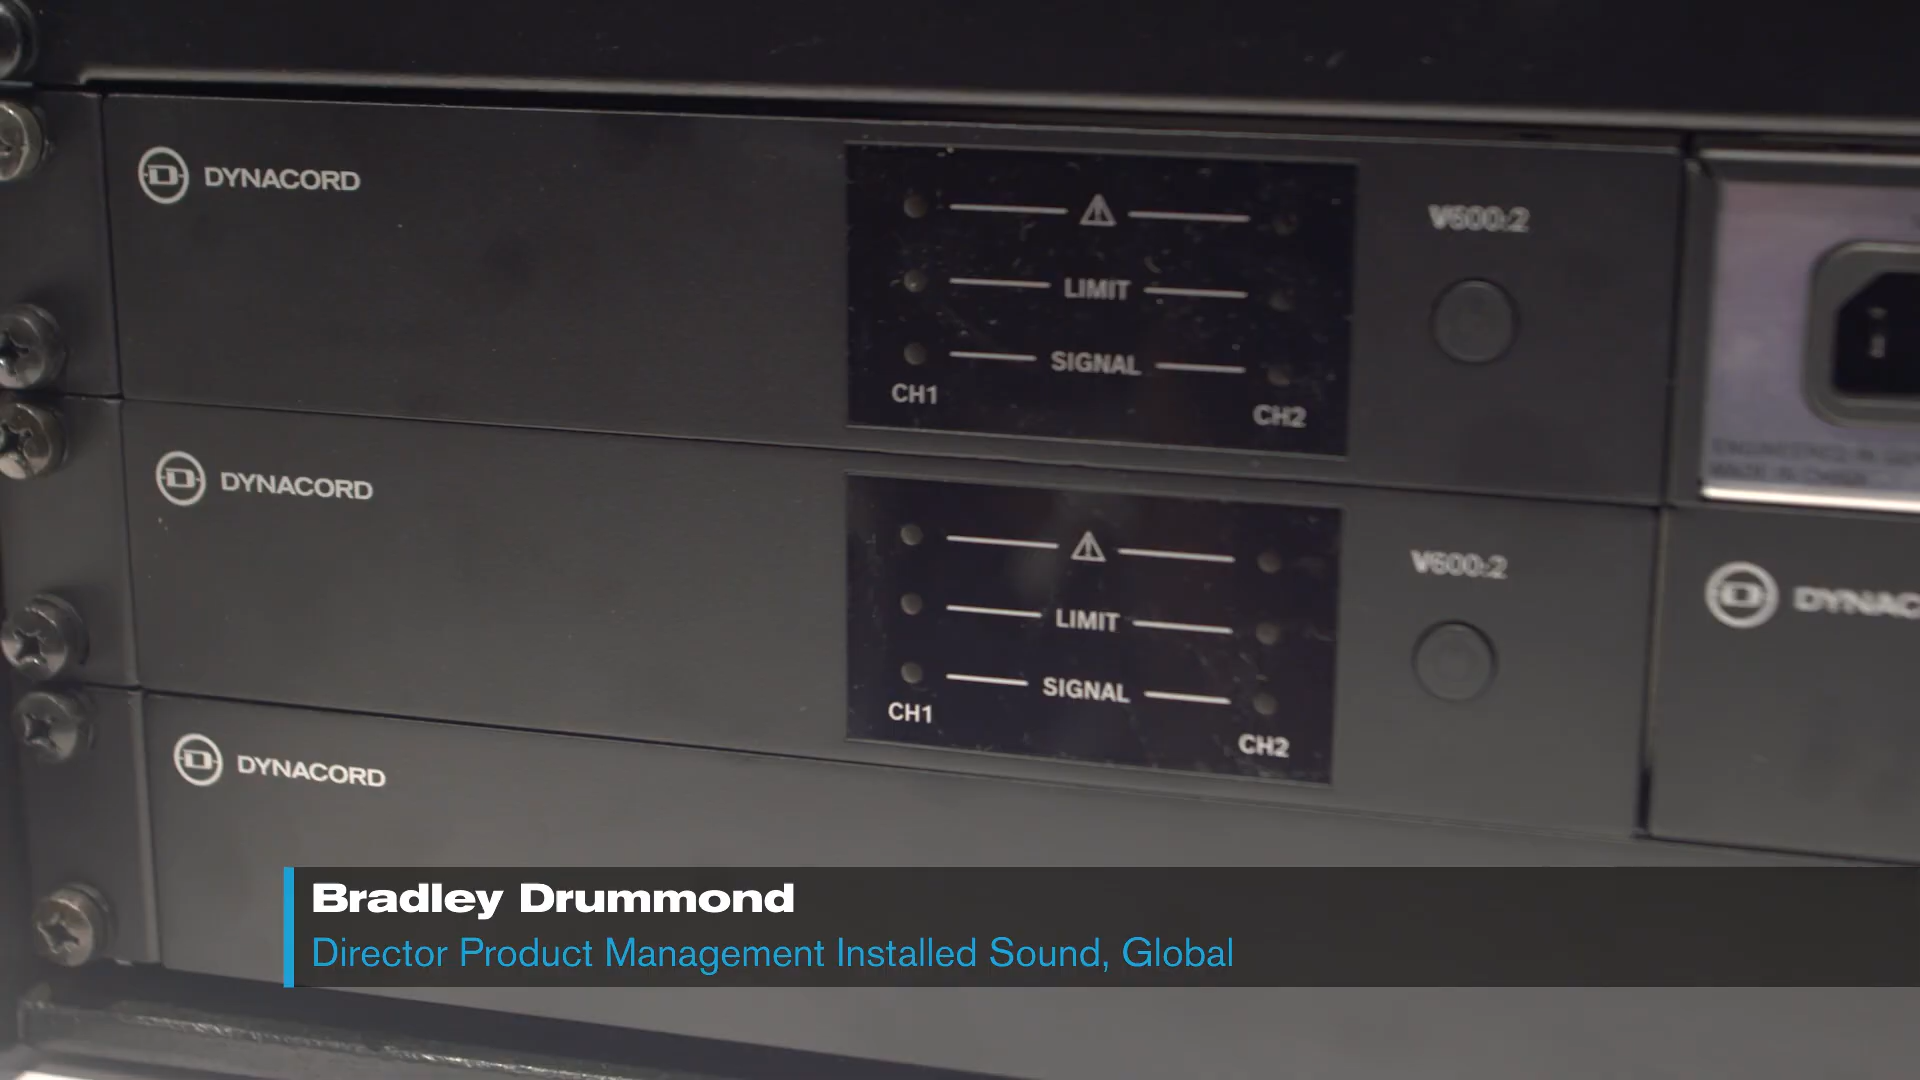 DYNACORD
LIMIT
SIGNAL
CH1
CH2
V600:2
DYNACORD
LIMIT
SIGNAL
CH1
CH2
V600:2
DYNAC
DYNACORD
Bradley Drummond
Director Product Management Installed Sound, Global